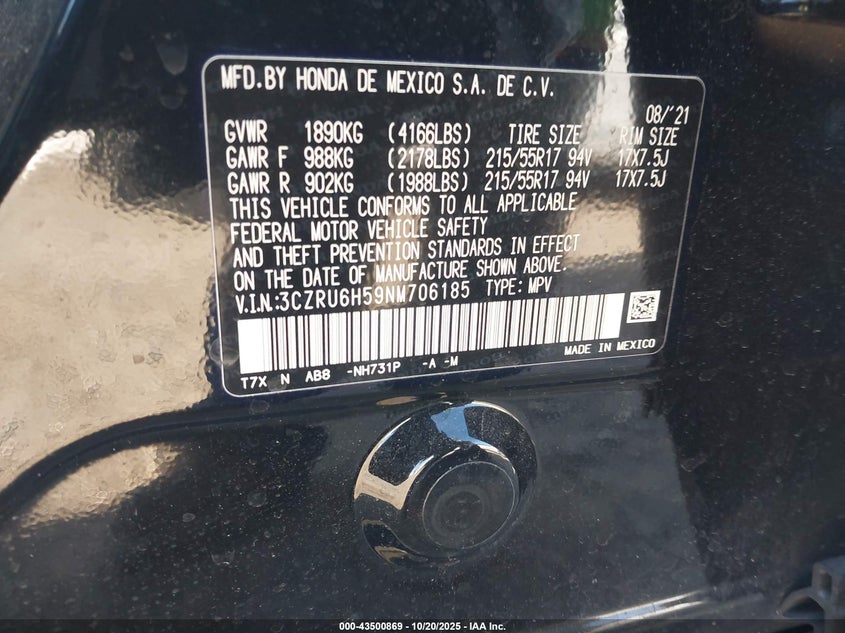 MFD.BY HONDA DE MEXICO S.A. DE C.V.
08/'21
GVWR 1890KG (4166LBS) TIRE SIZE RIM SIZE
GAWR F 988KG (2178LBS) 215/55R17 94V 17X7.5J
GAWR R 902KG (1988LBS) 215/55R17 94V 17X7.5J
THIS VEHICLE CONFORMS TO ALL APPLICABLE
FEDERAL MOTOR VEHICLE SAFETY
AND THEFT PREVENTION STANDARDS IN EFFECT
ON THE DATE OF MANUFACTURE SHOWN ABOVE.
V.I.N.:3CZRU6H59NM706185 TYPE: MPV
T7X N AB8 -NH731P -A -M MADE IN MEXICO
000-43500869 - 10/20/2025 - IAA Inc.